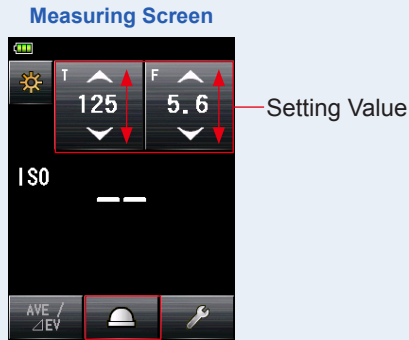 Measuring Screen
T
F
125
5.6
Setting Value
ISO
--
AVE /
⊿EV